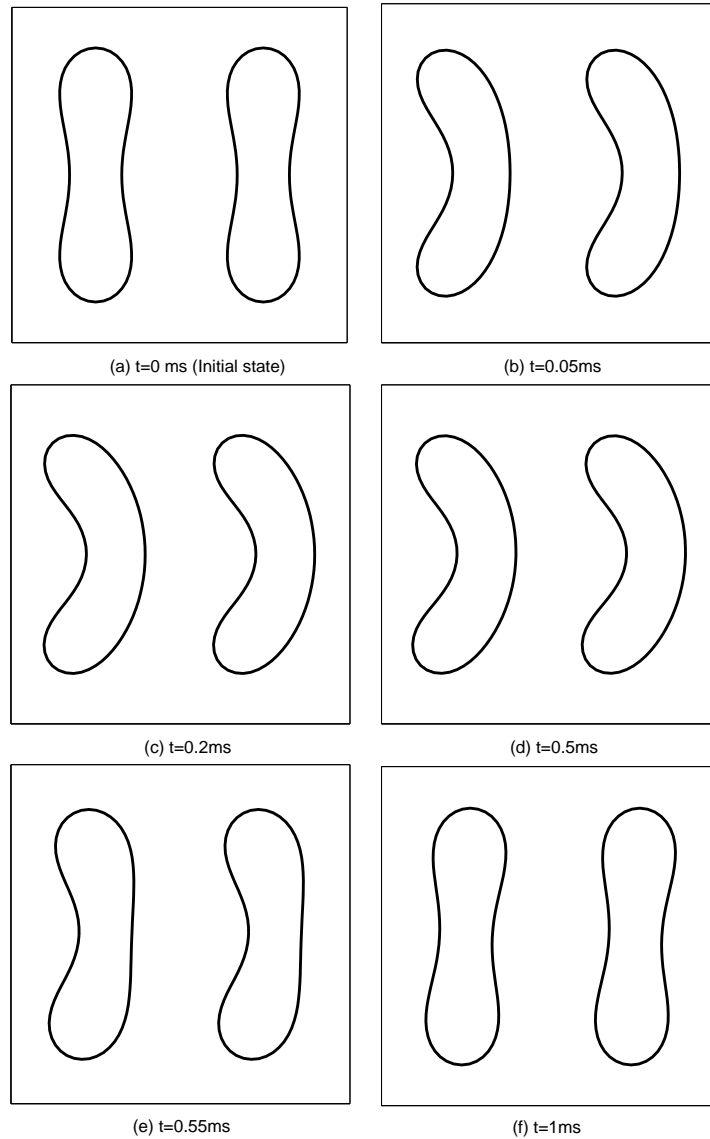 (a) t=0 ms (Initial state)
(b) t=0.05ms
(c) t=0.2ms
(d) t=0.5ms
(e) t=0.55ms
(f) t=1ms